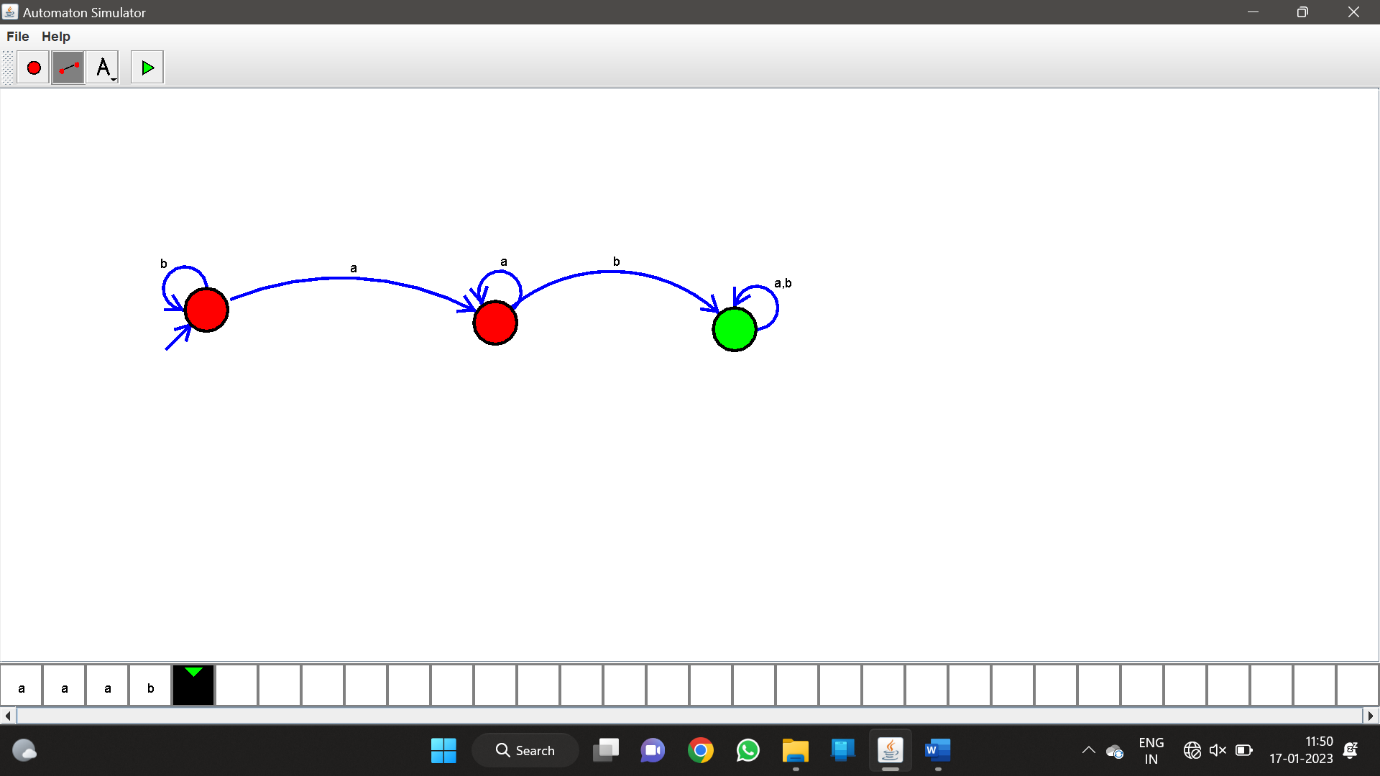 Automaton Simulator
File Help
A
b
a
a
b
a,b
a a a b
Search
ENG
IN
11:50
17-01-2023